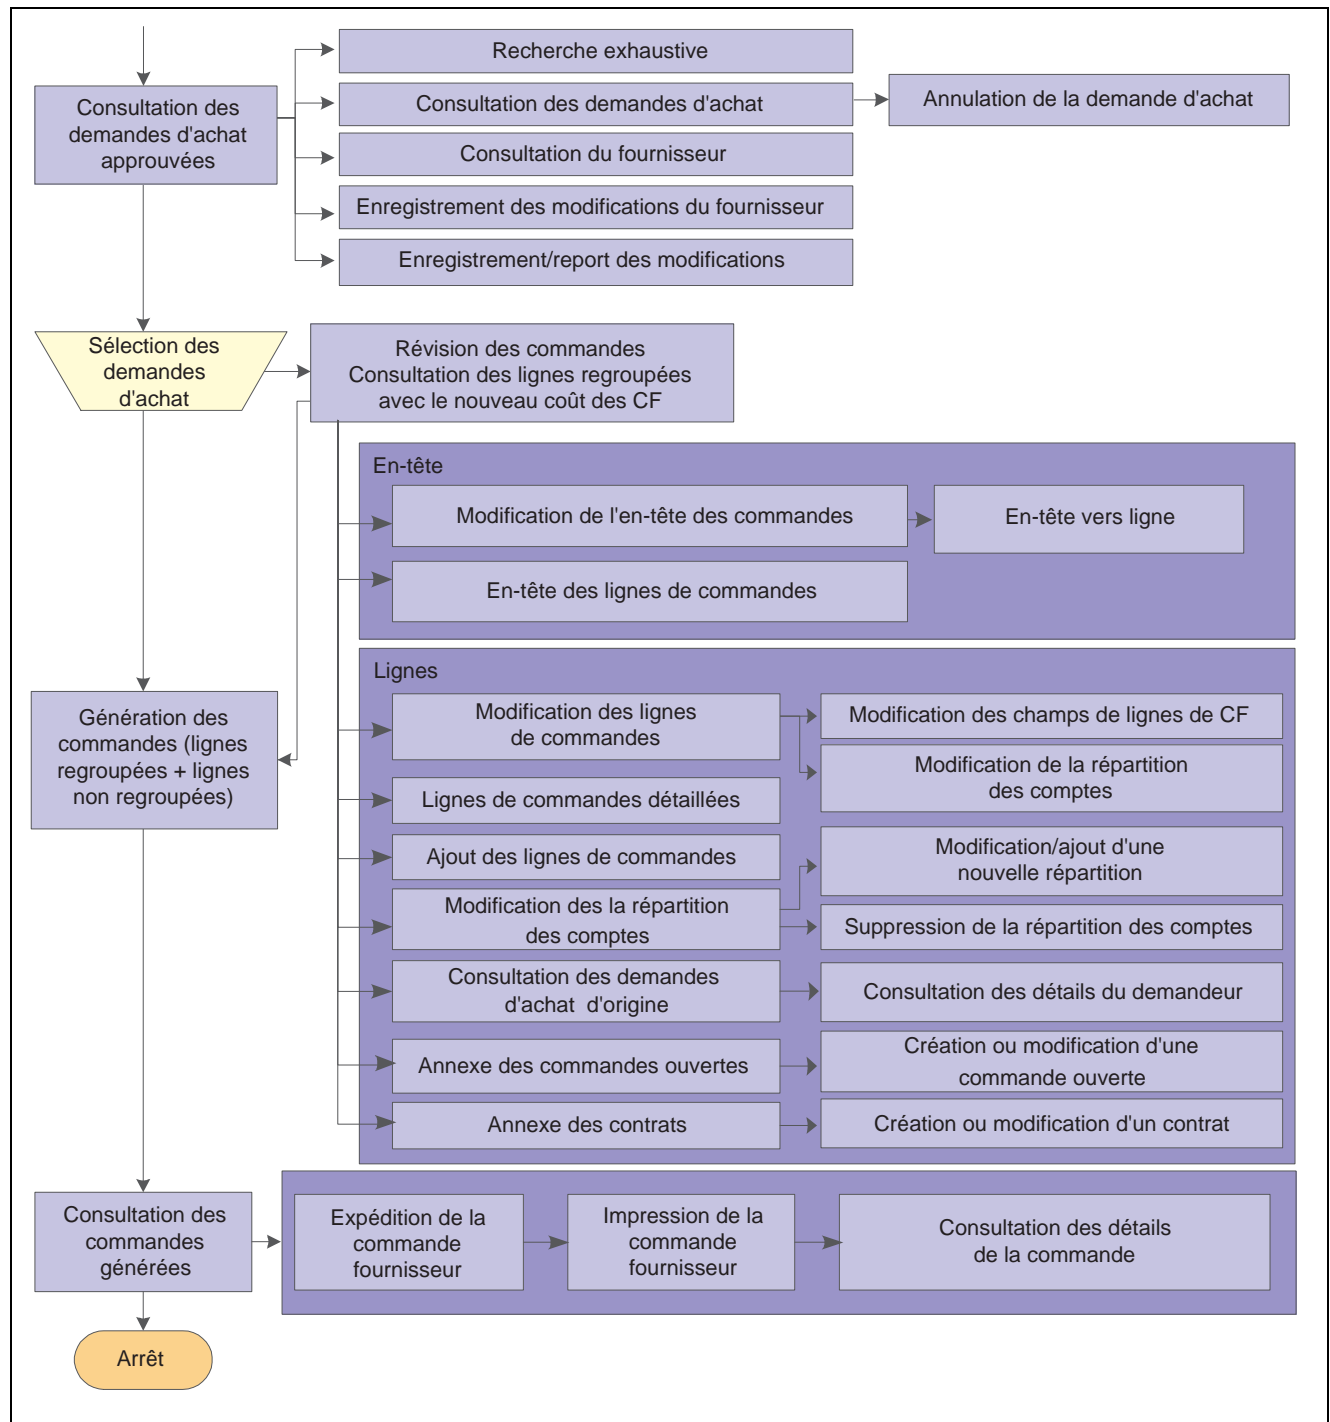 Recherche exhaustive
Consultation des
demandes d'achat
approuvées
Consultation des demandes d'achat
Annulation de la demande d'achat
Consultation du fournisseur
Enregistrement des modifications du fournisseur
Enregistrement/report des modifications
Sélection des
demandes
d'achat
Révision des commandes
Consultation des lignes regroupées
avec le nouveau coût des CF
En-tête
Modification de l'en-tête des commandes
En-tête vers ligne
En-tête des lignes de commandes
Lignes
Génération des
commandes (lignes
regroupées + lignes
non regroupées)
Modification des lignes
de commandes
Modification des champs de lignes de CF
Modification de la répartition
des comptes
Lignes de commandes détaillées
Ajout des lignes de commandes
Modification/ajout d'une
nouvelle répartition
Modification des la répartition
des comptes
Suppression de la répartition des comptes
Consultation des demandes
d'achat  d'origine
Consultation des détails du demandeur
Annexe des commandes ouvertes
Création ou modification d'une
commande ouverte
Annexe des contrats
Création ou modification d'un contrat
Consultation des
commandes
générées
Expédition de la
commande
fournisseur
Impression de la
commande
fournisseur
Consultation des détails
de la commande
Arrêt